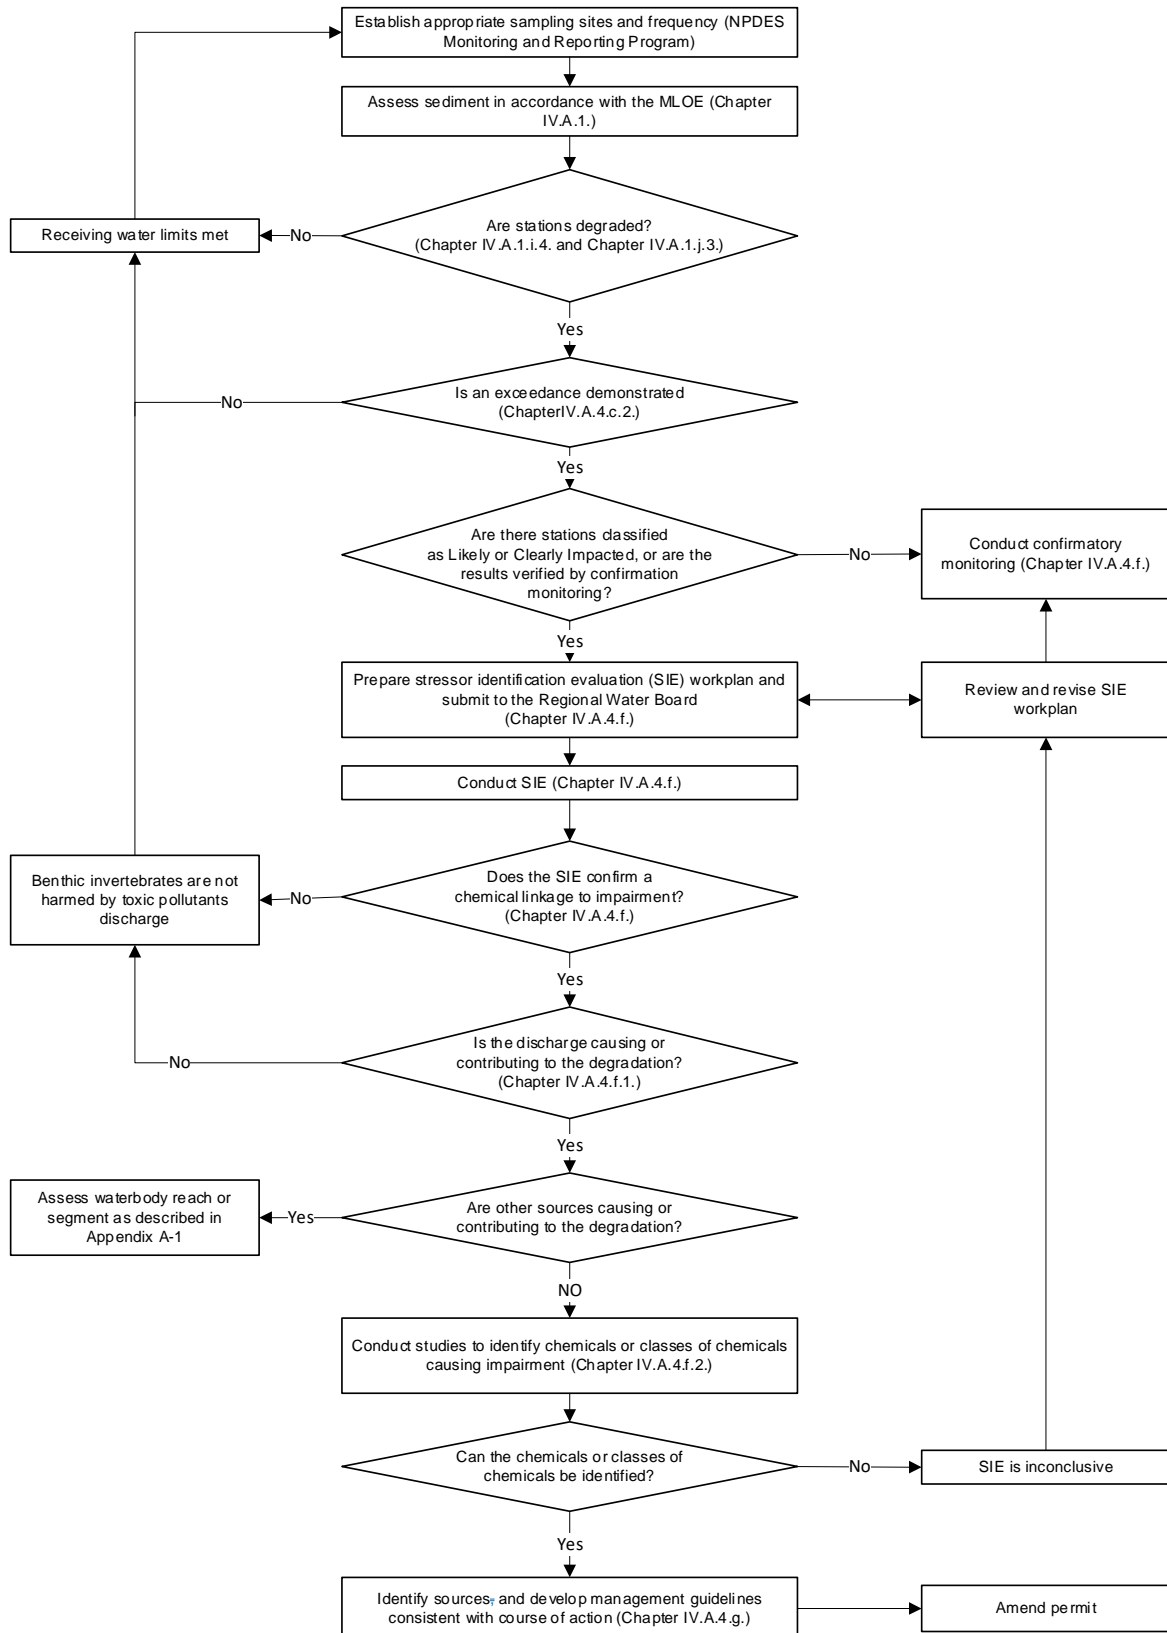 Establish appropriate sampling sites and frequency (NPDES
Monitoring and Reporting Program)
Assess sediment in accordance with the MLOE (Chapter
IV.A.1.)
Are stations degraded?
(Chapter IV.A.1.i.4. and Chapter IV.A.1.j.3.)
No
Receiving water limits met
Yes
Is an exceedance demonstrated
(ChapterIV.A.4.c.2.)
No
Yes
Are there stations classified
as Likely or Clearly Impacted, or are the
results verified by confirmation
monitoring?
No
Conduct confirmatory
monitoring (Chapter IV.A.4.f.)
Yes
Prepare stressor identification evaluation (SIE) workplan and
submit to the Regional Water Board
(Chapter IV.A.4.f.)
Review and revise SIE
workplan
Conduct SIE (Chapter IV.A.4.f.)
Does the SIE confirm a
chemical linkage to impairment?
(Chapter IV.A.4.f.)
No
Benthic invertebrates are not
harmed by toxic pollutants
discharge
Yes
Is the discharge causing or
contributing to the degradation?
(Chapter IV.A.4.f.1.)
No
Yes
Are other sources causing or
contributing to the degradation?
Yes
Assess waterbody reach or
segment as described in
Appendix A-1
NO
Conduct studies to identify chemicals or classes of chemicals
causing impairment (Chapter IV.A.4.f.2.)
Can the chemicals or classes of
chemicals be identified?
No
SIE is inconclusive
Yes
Identify sources, and develop management guidelines
consistent with course of action (Chapter IV.A.4.g.)
Amend permit